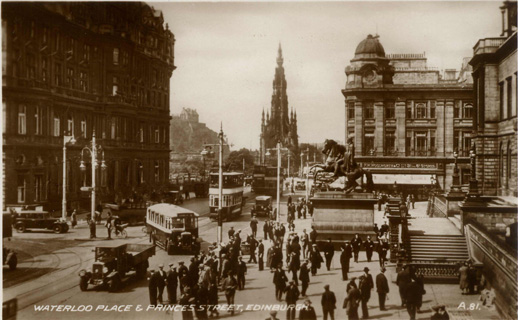 WATERLOO PLACE & PRINCES STREET, EDINBURGH.
A.81.